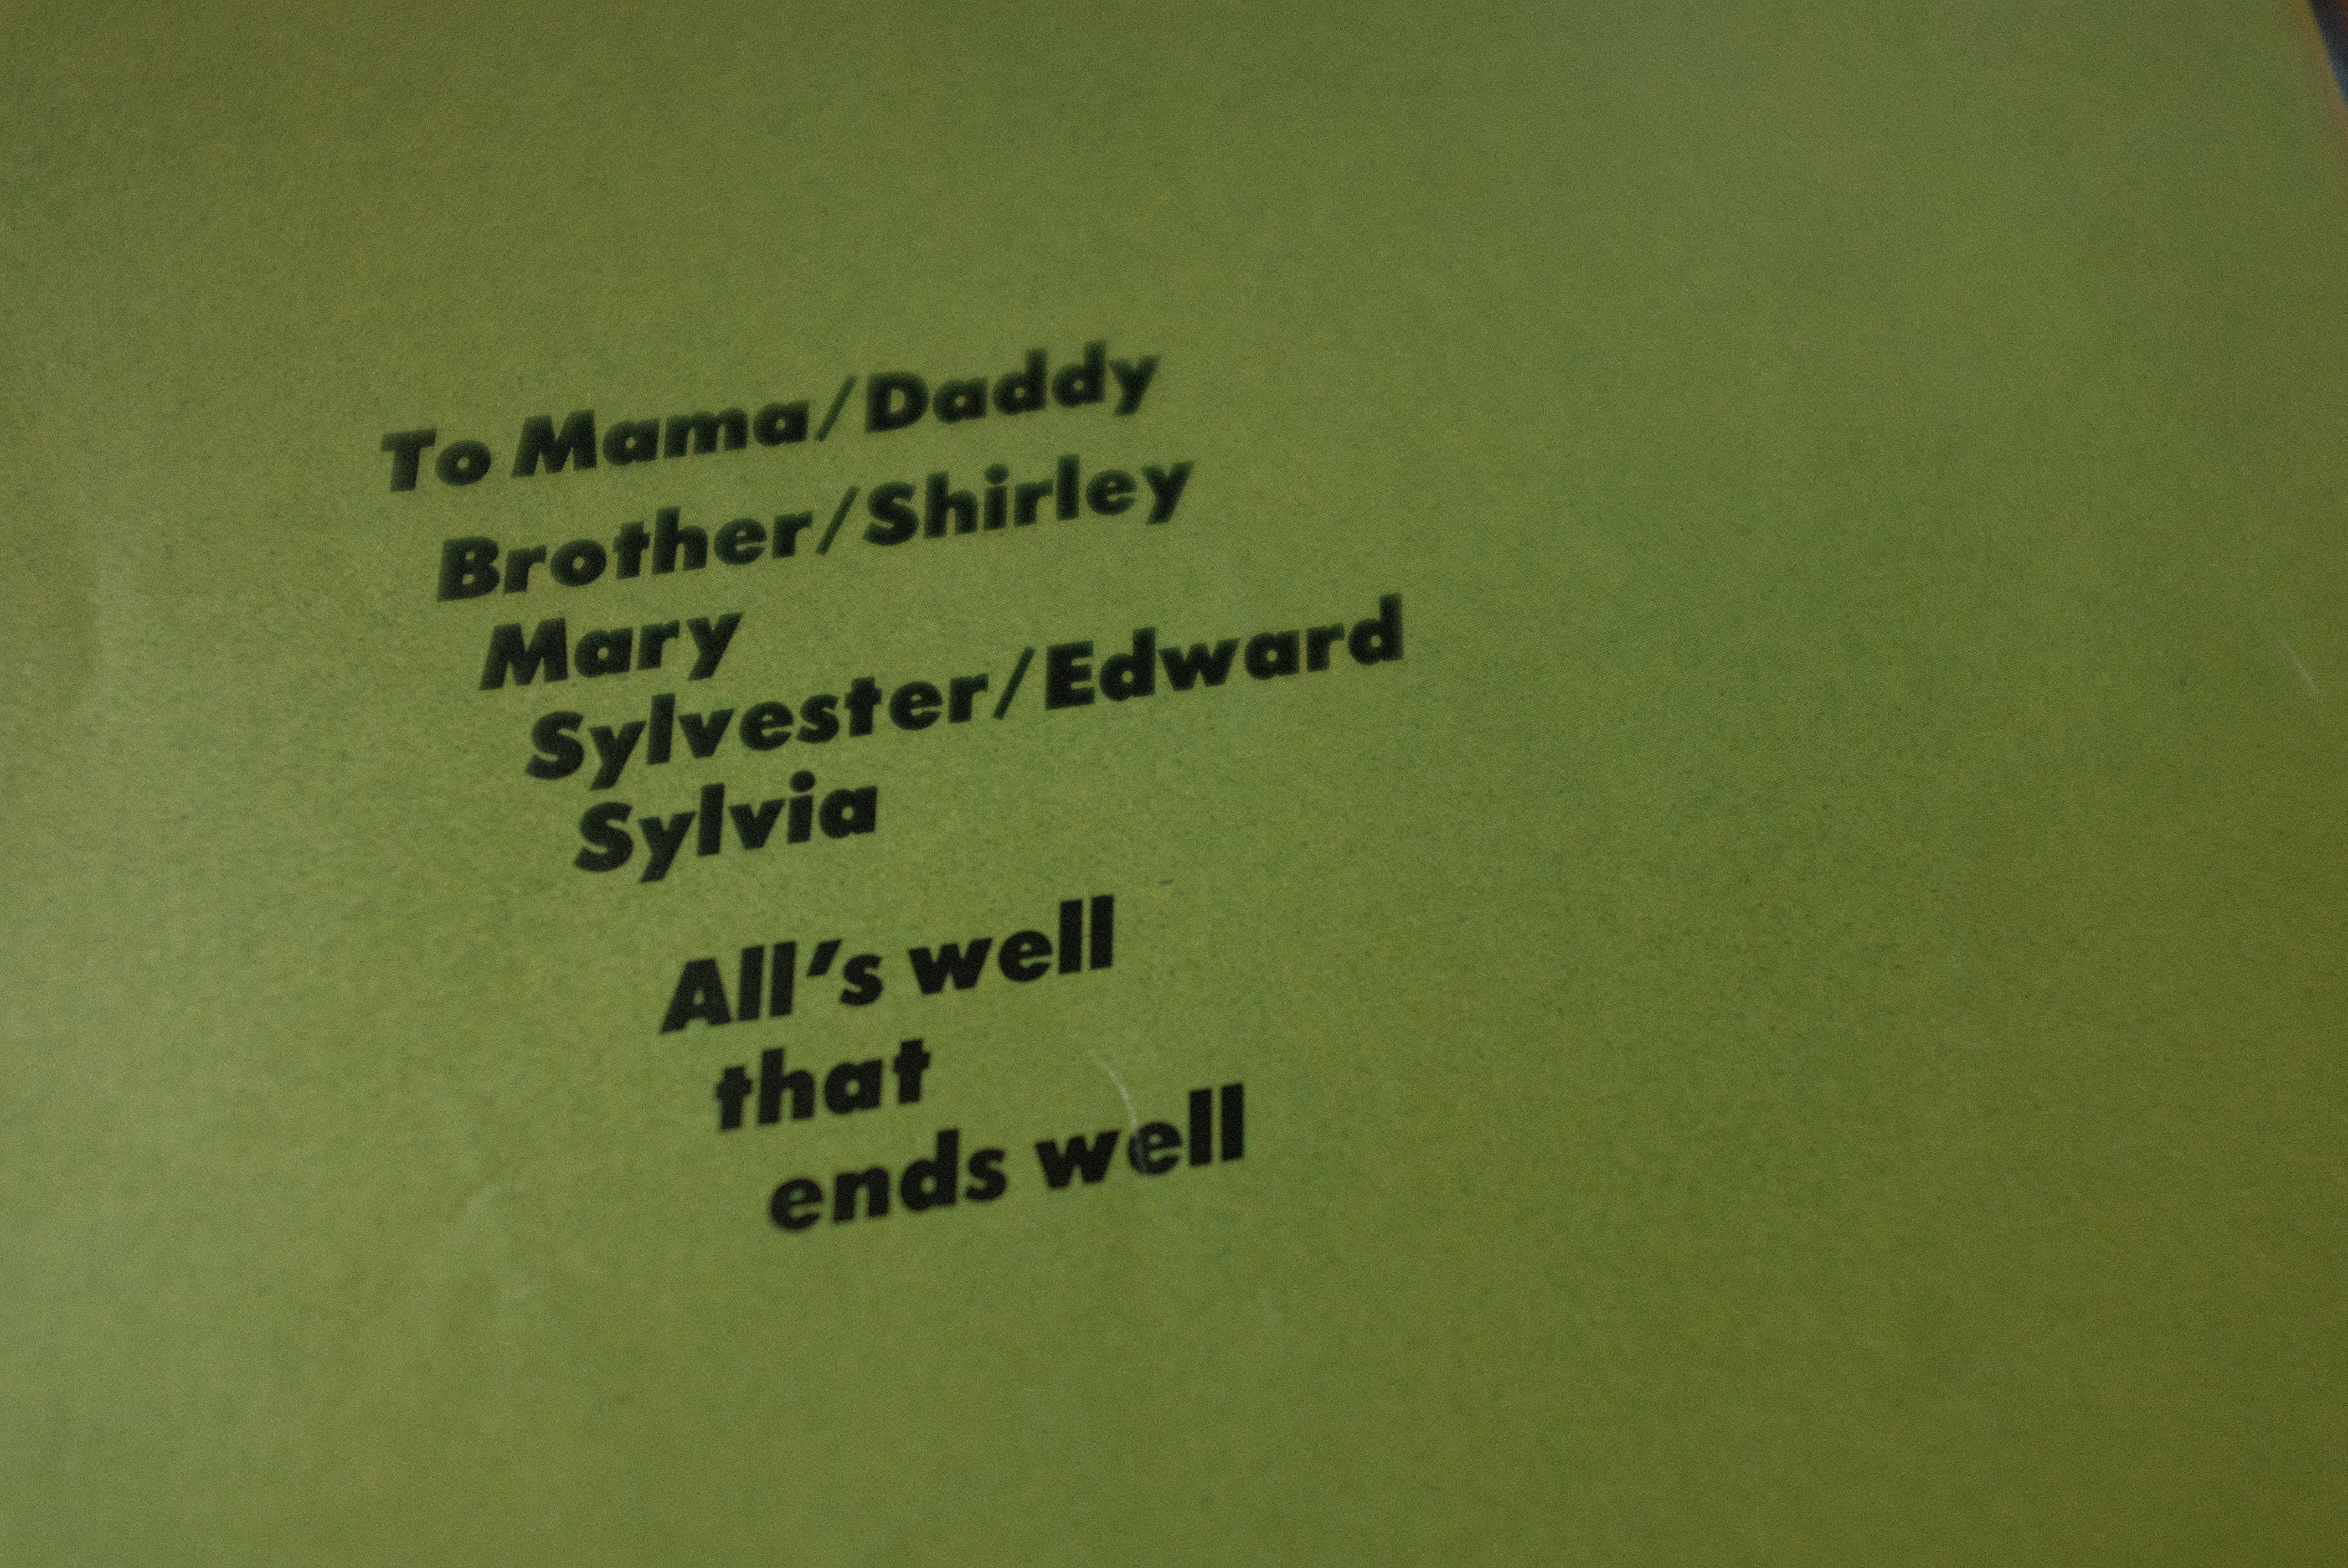 To Mama/Daddy
Brother/Shirley
Mary
Sylvester/Edward
Sylvia
All's well
that
ends well